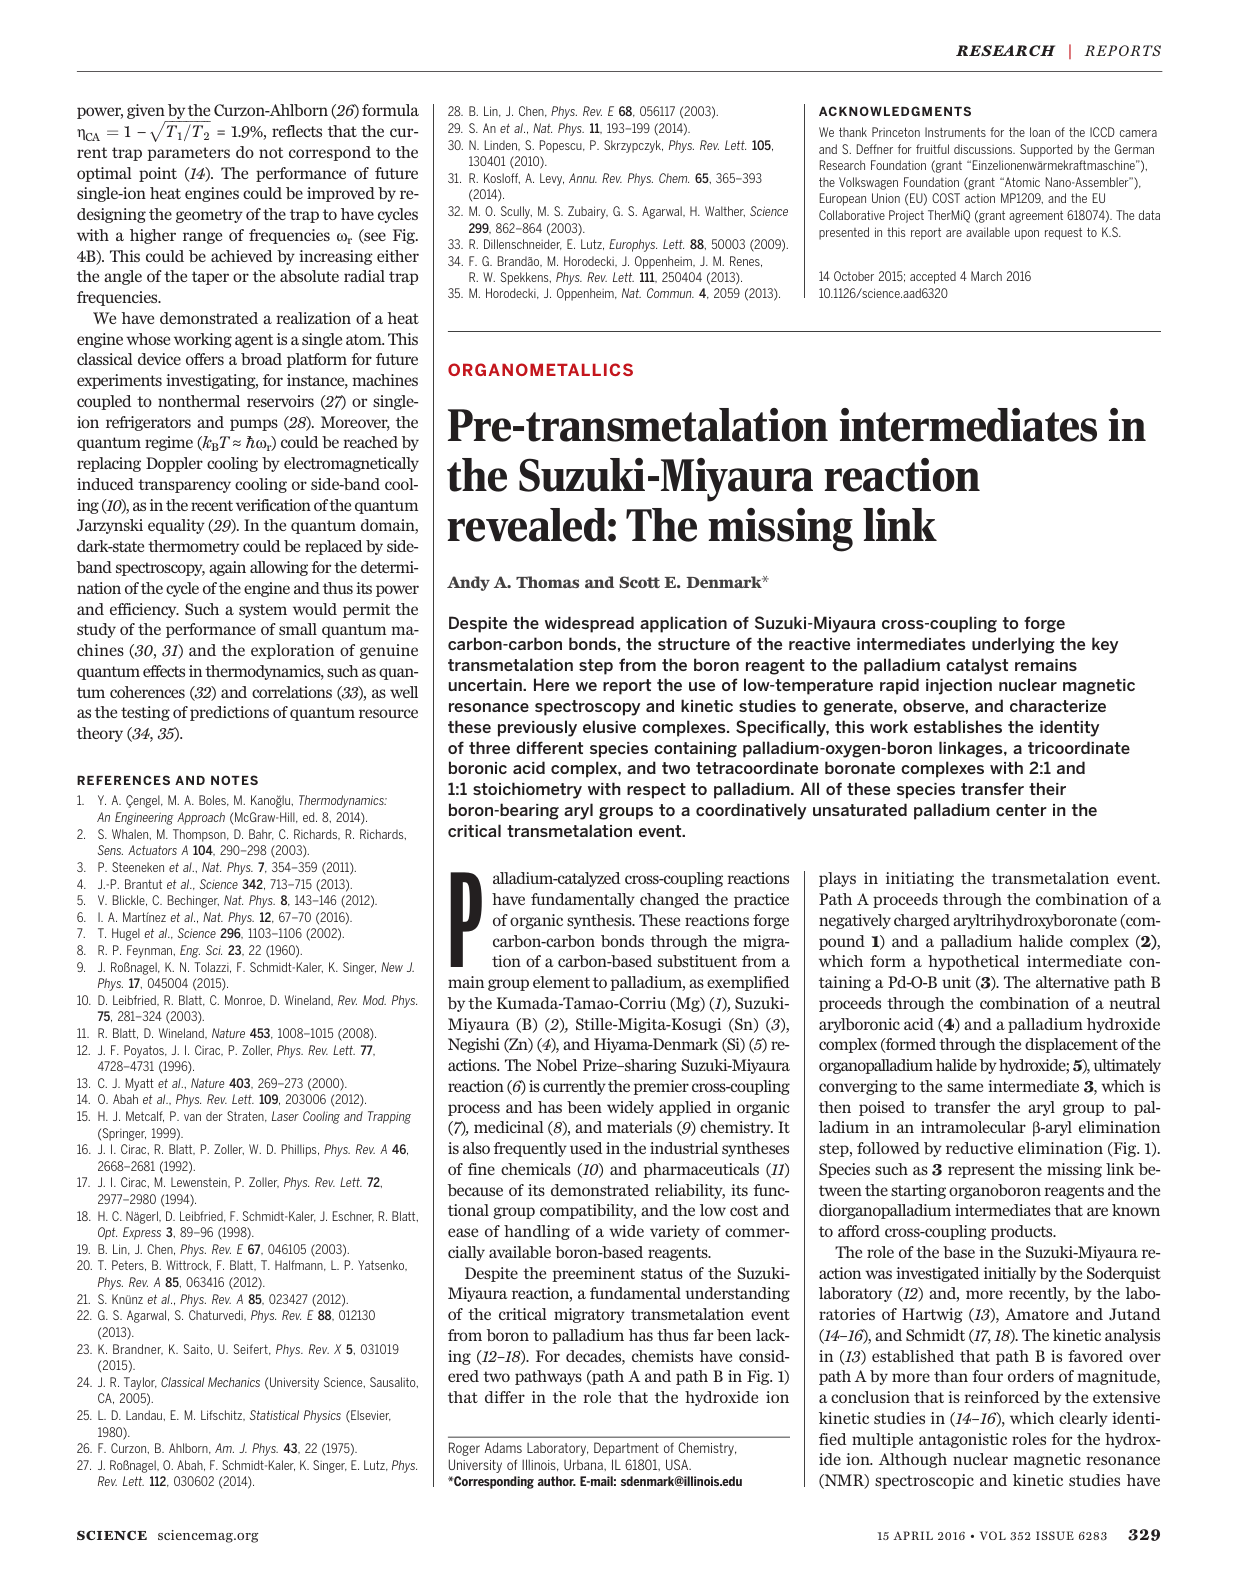 RESEARCH | REPORTS
power, given by the Curzon-Ahlborn (26) formula
η_CA = 1 − √T₁/T₂ = 1.9%, reflects that the cur-
rent trap parameters do not correspond to the
optimal point (14). The performance of future
single-ion heat engines could be improved by re-
designing the geometry of the trap to have cycles
with a higher range of frequencies ωᵣ (see Fig.
4B). This could be achieved by increasing either
the angle of the taper or the absolute radial trap
frequencies.
We have demonstrated a realization of a heat
engine whose working agent is a single atom. This
classical device offers a broad platform for future
experiments investigating, for instance, machines
coupled to nonthermal reservoirs (27) or single-
ion refrigerators and pumps (28). Moreover, the
quantum regime (k_BT ≈ ħωᵣ) could be reached by
replacing Doppler cooling by electromagnetically
induced transparency cooling or side-band cool-
ing (10), as in the recent verification of the quantum
Jarzynski equality (29). In the quantum domain,
dark-state thermometry could be replaced by side-
band spectroscopy, again allowing for the determi-
nation of the cycle of the engine and thus its power
and efficiency. Such a system would permit the
study of the performance of small quantum ma-
chines (30, 31) and the exploration of genuine
quantum effects in thermodynamics, such as quan-
tum coherences (32) and correlations (33), as well
as the testing of predictions of quantum resource
theory (34, 35).
REFERENCES AND NOTES
1. Y. A. Çengel, M. A. Boles, M. Kanoğlu, Thermodynamics:
An Engineering Approach (McGraw-Hill, ed. 8, 2014).
2. S. Whalen, M. Thompson, D. Bahr, C. Richards, R. Richards,
Sens. Actuators A 104, 290–298 (2003).
3. P. Steeneken et al., Nat. Phys. 7, 354–359 (2011).
4. J.-P. Brantut et al., Science 342, 713–715 (2013).
5. V. Blickle, C. Bechinger, Nat. Phys. 8, 143–146 (2012).
6. I. A. Martínez et al., Nat. Phys. 12, 67–70 (2016).
7. T. Hugel et al., Science 296, 1103–1106 (2002).
8. R. P. Feynman, Eng. Sci. 23, 22 (1960).
9. J. Roßnagel, K. N. Tolazzi, F. Schmidt-Kaler, K. Singer, New J.
Phys. 17, 045004 (2015).
10. D. Leibfried, R. Blatt, C. Monroe, D. Wineland, Rev. Mod. Phys.
75, 281–324 (2003).
11. R. Blatt, D. Wineland, Nature 453, 1008–1015 (2008).
12. J. F. Poyatos, J. I. Cirac, P. Zoller, Phys. Rev. Lett. 77,
4728–4731 (1996).
13. C. J. Myatt et al., Nature 403, 269–273 (2000).
14. O. Abah et al., Phys. Rev. Lett. 109, 203006 (2012).
15. H. J. Metcalf, P. van der Straten, Laser Cooling and Trapping
(Springer, 1999).
16. J. I. Cirac, R. Blatt, P. Zoller, W. D. Phillips, Phys. Rev. A 46,
2668–2681 (1992).
17. J. I. Cirac, M. Lewenstein, P. Zoller, Phys. Rev. Lett. 72,
2977–2980 (1994).
18. H. C. Nägerl, D. Leibfried, F. Schmidt-Kaler, J. Eschner, R. Blatt,
Opt. Express 3, 89–96 (1998).
19. B. Lin, J. Chen, Phys. Rev. E 67, 046105 (2003).
20. T. Peters, B. Wittrock, F. Blatt, T. Halfmann, L. P. Yatsenko,
Phys. Rev. A 85, 063416 (2012).
21. S. Knünz et al., Phys. Rev. A 85, 023427 (2012).
22. G. S. Agarwal, S. Chaturvedi, Phys. Rev. E 88, 012130
(2013).
23. K. Brandner, K. Saito, U. Seifert, Phys. Rev. X 5, 031019
(2015).
24. J. R. Taylor, Classical Mechanics (University Science, Sausalito,
CA, 2005).
25. L. D. Landau, E. M. Lifschitz, Statistical Physics (Elsevier,
1980).
26. F. Curzon, B. Ahlborn, Am. J. Phys. 43, 22 (1975).
27. J. Roßnagel, O. Abah, F. Schmidt-Kaler, K. Singer, E. Lutz, Phys.
Rev. Lett. 112, 030602 (2014).
28. B. Lin, J. Chen, Phys. Rev. E 68, 056117 (2003).
29. S. An et al., Nat. Phys. 11, 193–199 (2014).
30. N. Linden, S. Popescu, P. Skrzypczyk, Phys. Rev. Lett. 105,
130401 (2010).
31. R. Kosloff, A. Levy, Annu. Rev. Phys. Chem. 65, 365–393
(2014).
32. M. O. Scully, M. S. Zubairy, G. S. Agarwal, H. Walther, Science
299, 862–864 (2003).
33. R. Dillenschneider, E. Lutz, Europhys. Lett. 88, 50003 (2009).
34. F. G. Brandão, M. Horodecki, J. Oppenheim, J. M. Renes,
R. W. Spekkens, Phys. Rev. Lett. 111, 250404 (2013).
35. M. Horodecki, J. Oppenheim, Nat. Commun. 4, 2059 (2013).
ACKNOWLEDGMENTS
We thank Princeton Instruments for the loan of the ICCD camera
and S. Deffner for fruitful discussions. Supported by the German
Research Foundation (grant “Einzelionenwärmekraftmaschine”),
the Volkswagen Foundation (grant “Atomic Nano-Assembler”),
European Union (EU) COST action MP1209, and the EU
Collaborative Project TherMiQ (grant agreement 618074). The data
presented in this report are available upon request to K.S.
14 October 2015; accepted 4 March 2016
10.1126/science.aad6320
ORGANOMETALLICS
Pre-transmetalation intermediates in
the Suzuki-Miyaura reaction
revealed: The missing link
Andy A. Thomas and Scott E. Denmark*
Despite the widespread application of Suzuki-Miyaura cross-coupling to forge
carbon-carbon bonds, the structure of the reactive intermediates underlying the key
transmetalation step from the boron reagent to the palladium catalyst remains
uncertain. Here we report the use of low-temperature rapid injection nuclear magnetic
resonance spectroscopy and kinetic studies to generate, observe, and characterize
these previously elusive complexes. Specifically, this work establishes the identity
of three different species containing palladium-oxygen-boron linkages, a tricoordinate
boronic acid complex, and two tetracoordinate boronate complexes with 2:1 and
1:1 stoichiometry with respect to palladium. All of these species transfer their
boron-bearing aryl groups to a coordinatively unsaturated palladium center in the
critical transmetalation event.
Palladium-catalyzed cross-coupling reactions
have fundamentally changed the practice
of organic synthesis. These reactions forge
carbon-carbon bonds through the migra-
tion of a carbon-based substituent from a
main group element to palladium, as exemplified
by the Kumada-Tamao-Corriu (Mg) (1), Suzuki-
Miyaura (B) (2), Stille-Migita-Kosugi (Sn) (3),
Negishi (Zn) (4), and Hiyama-Denmark (Si) (5) re-
actions. The Nobel Prize–sharing Suzuki-Miyaura
reaction (6) is currently the premier cross-coupling
process and has been widely applied in organic
(7), medicinal (8), and materials (9) chemistry. It
is also frequently used in the industrial syntheses
of fine chemicals (10) and pharmaceuticals (11)
because of its demonstrated reliability, its func-
tional group compatibility, and the low cost and
ease of handling of a wide variety of commer-
cially available boron-based reagents.
Despite the preeminent status of the Suzuki-
Miyaura reaction, a fundamental understanding
of the critical migratory transmetalation event
from boron to palladium has thus far been lack-
ing (12–18). For decades, chemists have consid-
ered two pathways (path A and path B in Fig. 1)
that differ in the role that the hydroxide ion
Roger Adams Laboratory, Department of Chemistry,
University of Illinois, Urbana, IL 61801, USA.
*Corresponding author. E-mail: sdenmark@illinois.edu
plays in initiating the transmetalation event.
Path A proceeds through the combination of a
negatively charged aryltrihydroxyboronate (com-
pound 1) and a palladium halide complex (2),
which form a hypothetical intermediate con-
taining a Pd-O-B unit (3). The alternative path B
proceeds through the combination of a neutral
arylboronic acid (4) and a palladium hydroxide
complex (formed through the displacement of the
organopalladium halide by hydroxide; 5), ultimately
converging to the same intermediate 3, which is
then poised to transfer the aryl group to pal-
ladium in an intramolecular β-aryl elimination
step, followed by reductive elimination (Fig. 1).
Species such as 3 represent the missing link be-
tween the starting organoboron reagents and the
diorganopalladium intermediates that are known
to afford cross-coupling products.
The role of the base in the Suzuki-Miyaura re-
action was investigated initially by the Soderquist
laboratory (12) and, more recently, by the labo-
ratories of Hartwig (13), Amatore and Jutand
(14–16), and Schmidt (17, 18). The kinetic analysis
in (13) established that path B is favored over
path A by more than four orders of magnitude,
a conclusion that is reinforced by the extensive
kinetic studies in (14–16), which clearly identi-
fied multiple antagonistic roles for the hydrox-
ide ion. Although nuclear magnetic resonance
(NMR) spectroscopic and kinetic studies have
SCIENCE sciencemag.org
15 APRIL 2016 • VOL 352 ISSUE 6283 329